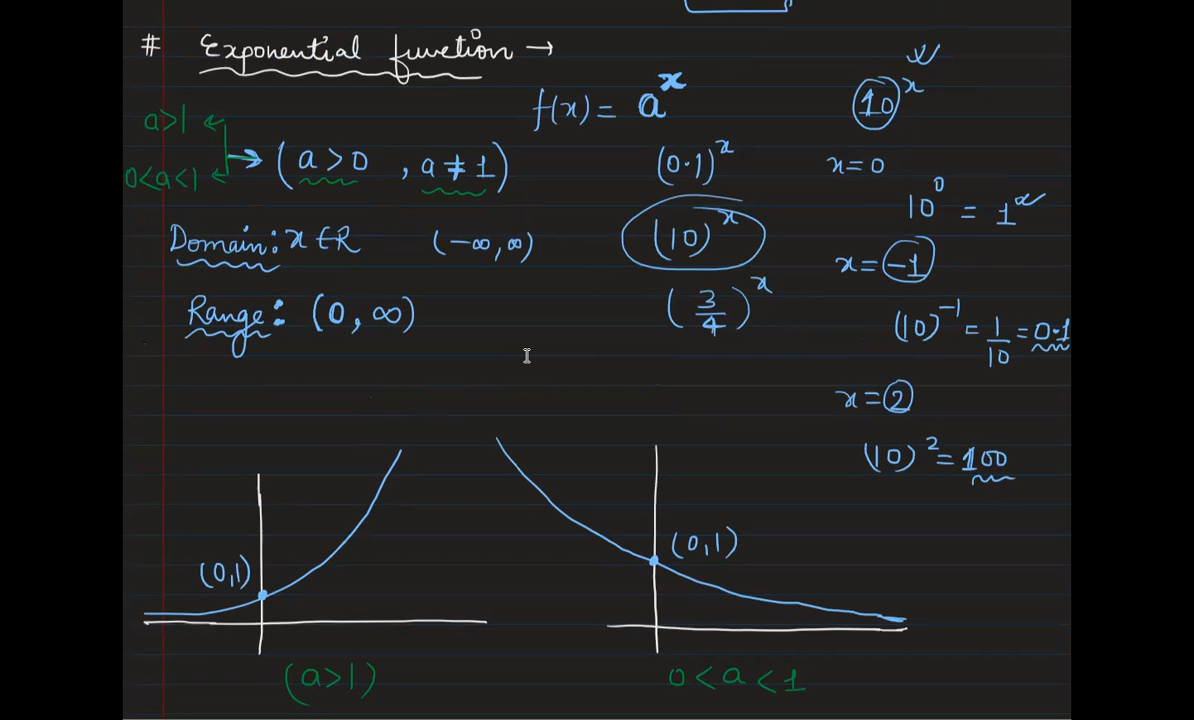 # Exponential function →
f(x) = a^x
(10)^x
a>1
0<a<1
(a>0, a≠1)
(0.1)^x
x=0
10^0 = 1
Domain: x ∈ R (-∞, ∞)
(10)^x
x = -1
Range: (0, ∞)
(3/4)^x
(10)^-1 = 1/10 = 0.1
x = 2
(10)^2 = 100
(0,1)
(0,1)
(a>1)
0<a<1